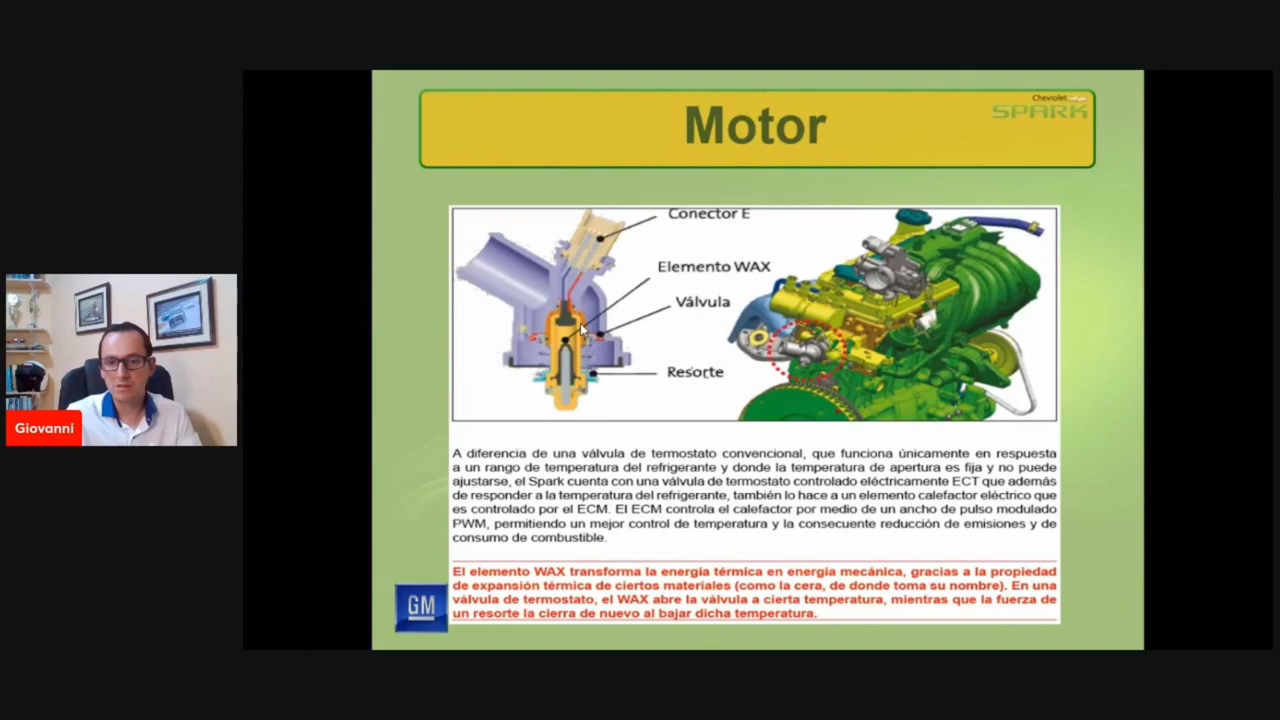 Motor
Chevrolet
SPARK
Conector E
Elemento WAX
Válvula
Resorte
A diferencia de una válvula de termostato convencional, que funciona únicamente en respuesta
a un rango de temperatura del refrigerante y donde la temperatura de apertura es fija y no puede
ajustarse, el Spark cuenta con una válvula de termostato controlado eléctricamente ECT que además
de responder a la temperatura del refrigerante, también lo hace a un elemento calefactor eléctrico que
es controlado por el ECM. El ECM controla el calefactor por medio de un ancho de pulso modulado
PWM, permitiendo un mejor control de temperatura y la consecuente reducción de emisiones y de
consumo de combustible.
El elemento WAX transforma la energía térmica en energía mecánica, gracias a la propiedad
de expansión térmica de ciertos materiales (como la cera, de donde toma su nombre). En una
válvula de termostato, el WAX abre la válvula a cierta temperatura, mientras que la fuerza de
un resorte la cierra de nuevo al bajar dicha temperatura.
GM
Giovanni